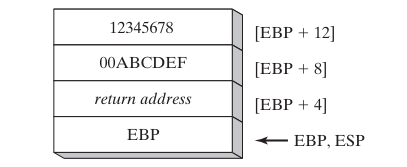 12345678 [EBP + 12]
00ABCDEF [EBP + 8]
return address [EBP + 4]
EBP EBP, ESP